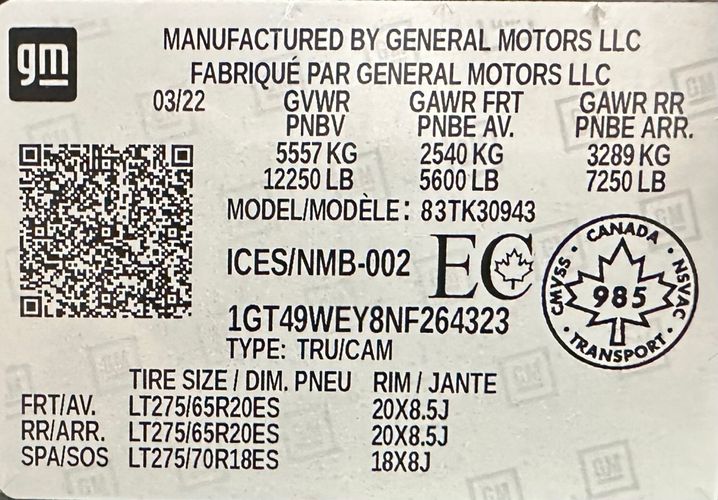 gm
MANUFACTURED BY GENERAL MOTORS LLC
FABRIQUÉ PAR GENERAL MOTORS LLC
03/22 GVWR GAWR FRT GAWR RR
PNBV PNBE AV. PNBE ARR.
5557 KG 2540 KG 3289 KG
12250 LB 5600 LB 7250 LB
MODEL/MODÈLE: 83TK30943
ICES/NMB-002 EC
CANADA
CMVSS · 985 · NSVAC
TRANSPORT
1GT49WEY8NF264323
TYPE: TRU/CAM
TIRE SIZE / DIM. PNEU RIM / JANTE
FRT/AV. LT275/65R20ES 20X8.5J
RR/ARR. LT275/65R20ES 20X8.5J
SPA/SOS LT275/70R18ES 18X8J